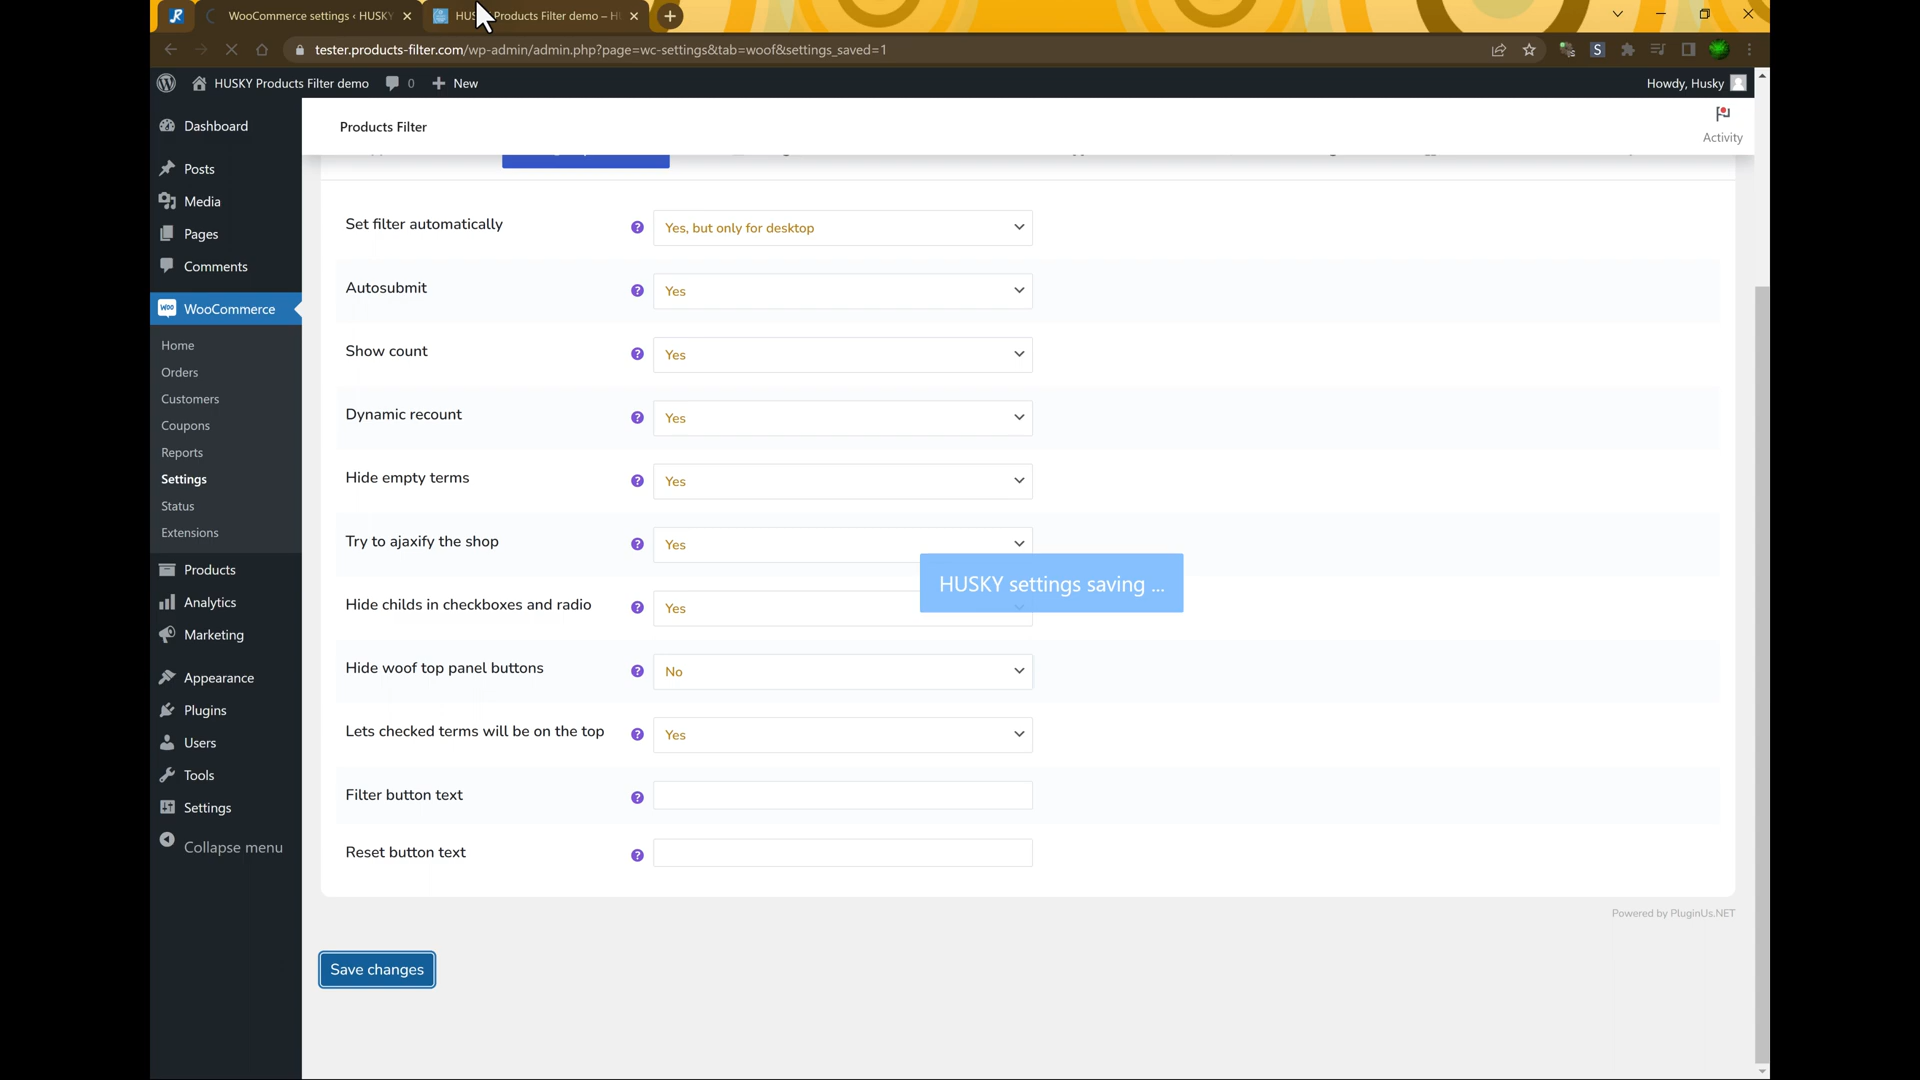 WooCommerce settings ‹ HUSKY
HUS Products Filter demo – H
tester.products-filter.com/wp-admin/admin.php?page=wc-settings&tab=woof&settings_saved=1
HUSKY Products Filter demo
0
New
Howdy, Husky
Products Filter
Activity
Dashboard
Posts
Media
Pages
Comments
WooCommerce
Home
Orders
Customers
Coupons
Reports
Settings
Status
Extensions
Products
Analytics
Marketing
Appearance
Plugins
Users
Tools
Settings
Collapse menu
Set filter automatically
Yes, but only for desktop
Autosubmit
Yes
Show count
Yes
Dynamic recount
Yes
Hide empty terms
Yes
Try to ajaxify the shop
Yes
HUSKY settings saving ...
Hide childs in checkboxes and radio
Yes
Hide woof top panel buttons
No
Lets checked terms will be on the top
Yes
Filter button text
Reset button text
Powered by PluginUs.NET
Save changes